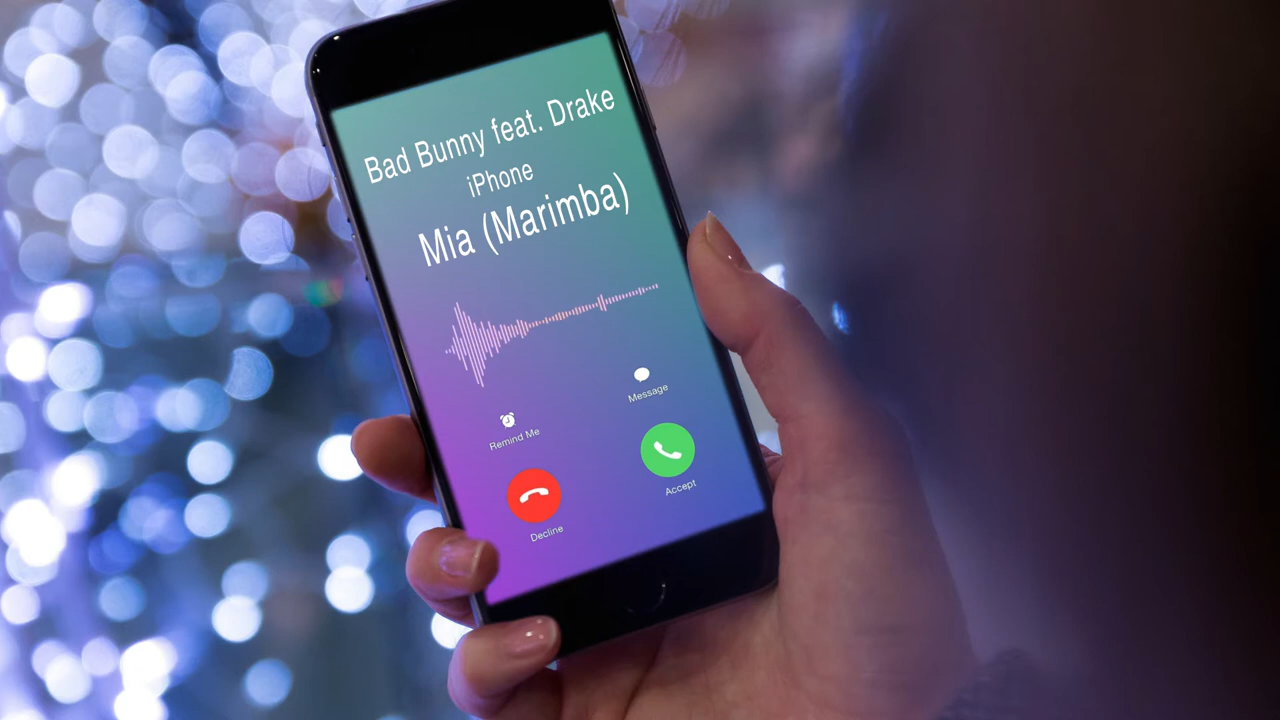 Bad Bunny feat. Drake
iPhone
Mia (Marimba)
Message
Remind Me
Accept
Decline